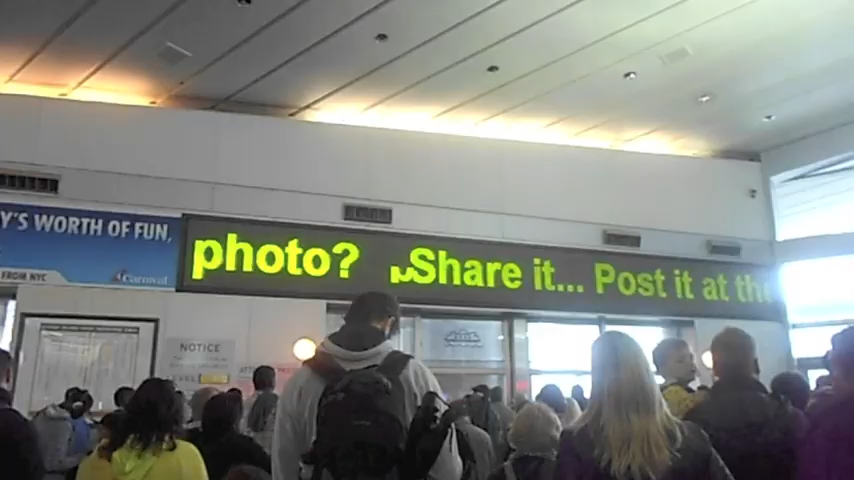 Y'S WORTH OF FUN,
FROM NYC
Carnival
photo? Share it... Post it at the
NOTICE